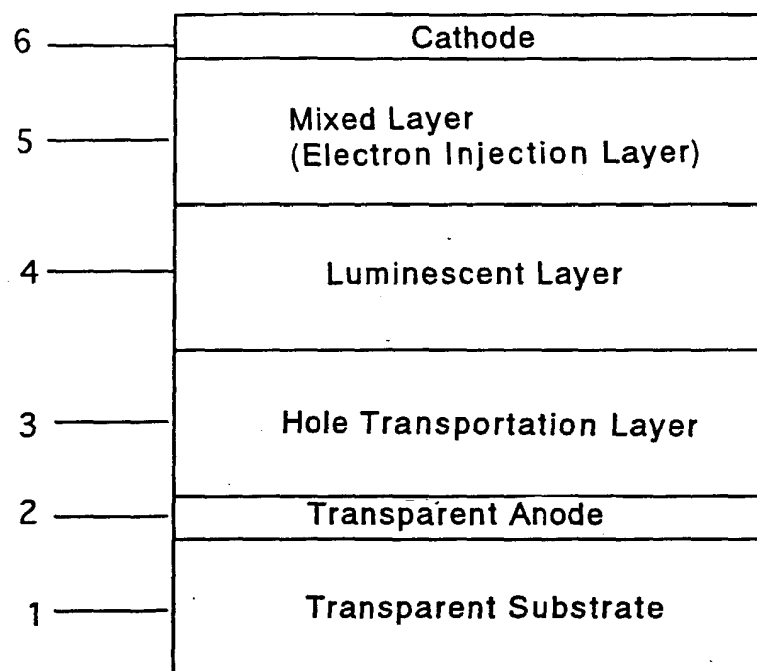 6 Cathode
5 Mixed Layer
(Electron Injection Layer)
4 Luminescent Layer
3 Hole Transportation Layer
2 Transparent Anode
1 Transparent Substrate